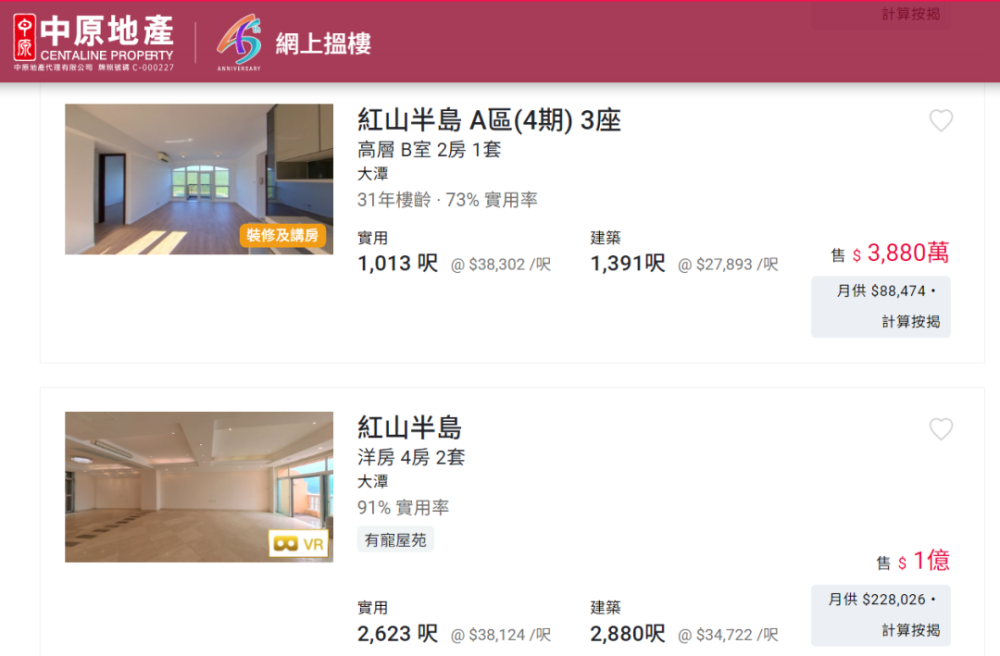 計算按揭
中原
中原地產
CENTALINE PROPERTY
中原地產代理有限公司 牌照號碼 C-000227
45
ANNIVERSARY
網上搵樓
紅山半島 A區(4期) 3座
高層 B室 2房 1套
大潭
31年樓齡 · 73% 實用率
裝修及講房
實用
1,013 呎 @ $38,302 /呎
建築
1,391呎 @ $27,893 /呎
售 $ 3,880萬
月供 $88,474 •
計算按揭
紅山半島
洋房 4房 2套
大潭
91% 實用率
有寵屋苑
VR
實用
2,623 呎 @ $38,124 /呎
建築
2,880呎 @ $34,722 /呎
售 $ 1億
月供 $228,026 •
計算按揭